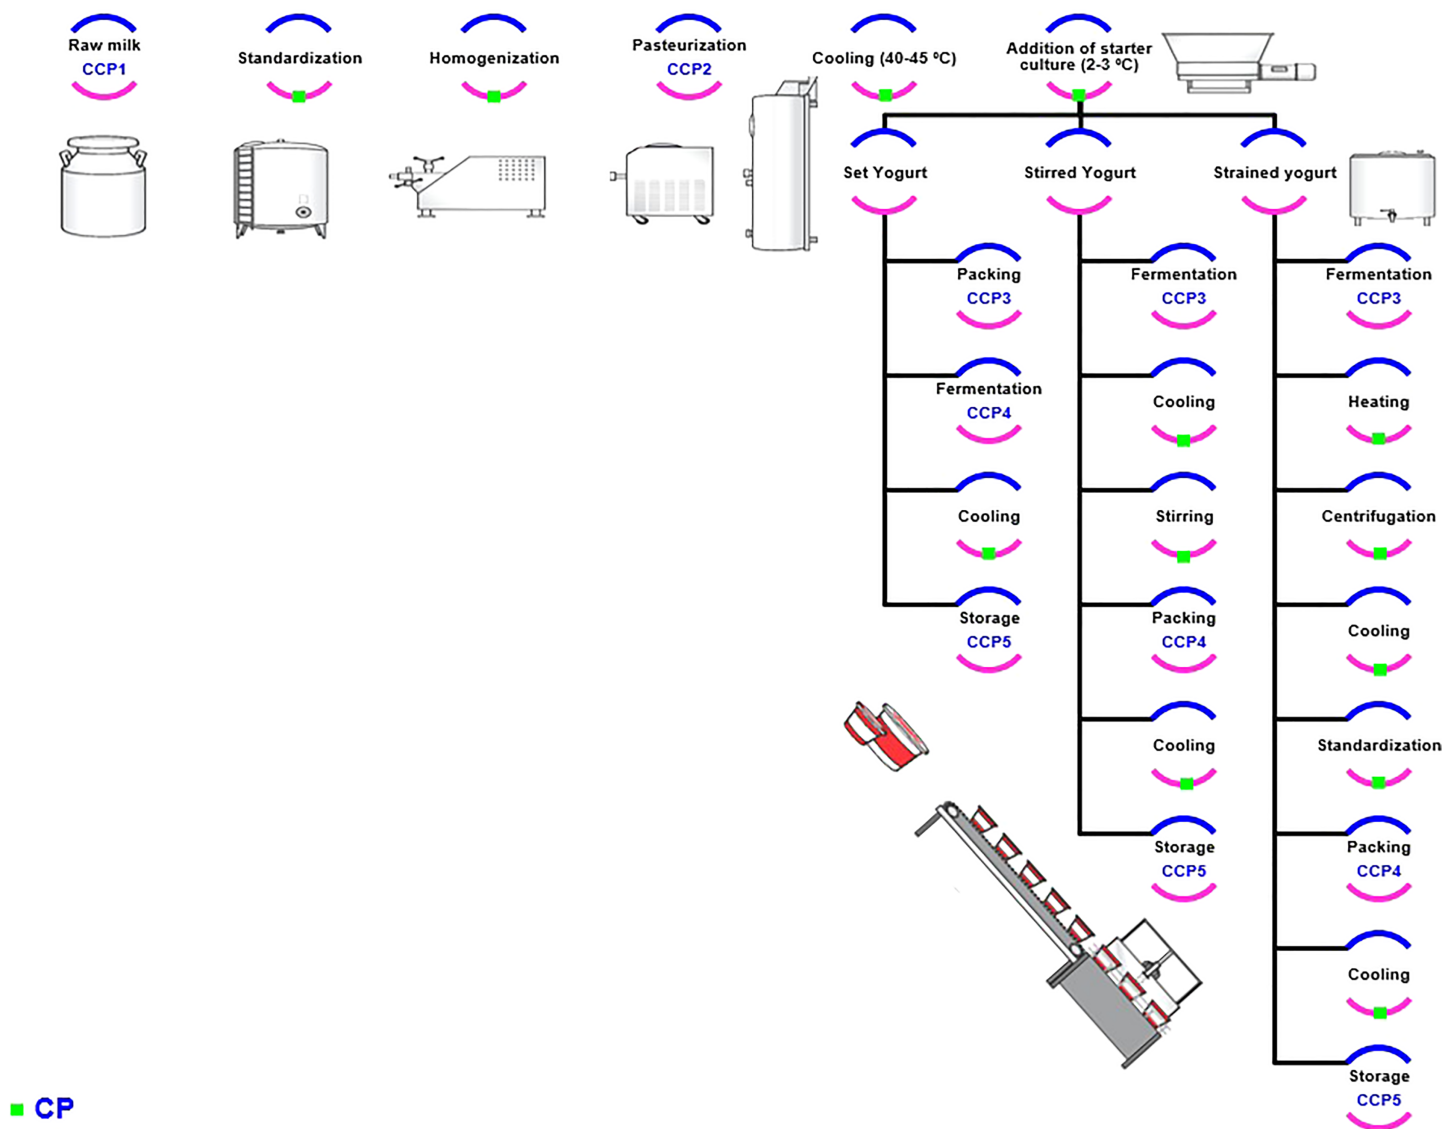 Raw milk
CCP1
Standardization
Homogenization
Pasteurization
CCP2
Cooling (40-45 ºC)
Addition of starter
culture (2-3 ºC)
Set Yogurt
Stirred Yogurt
Strained yogurt
Packing
CCP3
Fermentation
CCP4
Cooling
Storage
CCP5
Fermentation
CCP3
Cooling
Stirring
Packing
CCP4
Cooling
Storage
CCP5
Fermentation
CCP3
Heating
Centrifugation
Cooling
Standardization
Packing
CCP4
Cooling
Storage
CCP5
CP